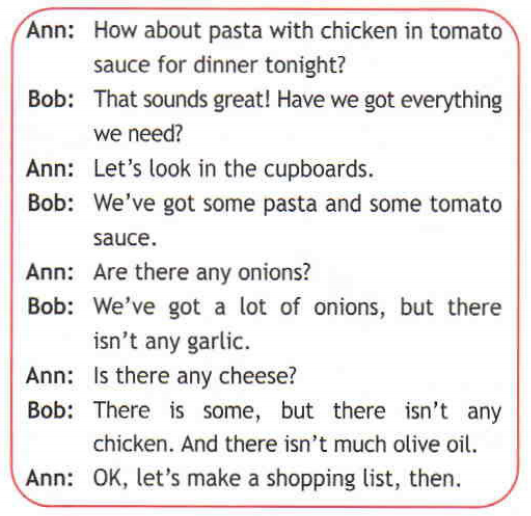 Ann: How about pasta with chicken in tomato
sauce for dinner tonight?
Bob: That sounds great! Have we got everything
we need?
Ann: Let's look in the cupboards.
Bob: We've got some pasta and some tomato
sauce.
Ann: Are there any onions?
Bob: We've got a lot of onions, but there
isn't any garlic.
Ann: Is there any cheese?
Bob: There is some, but there isn't any
chicken. And there isn't much olive oil.
Ann: OK, let's make a shopping list, then.